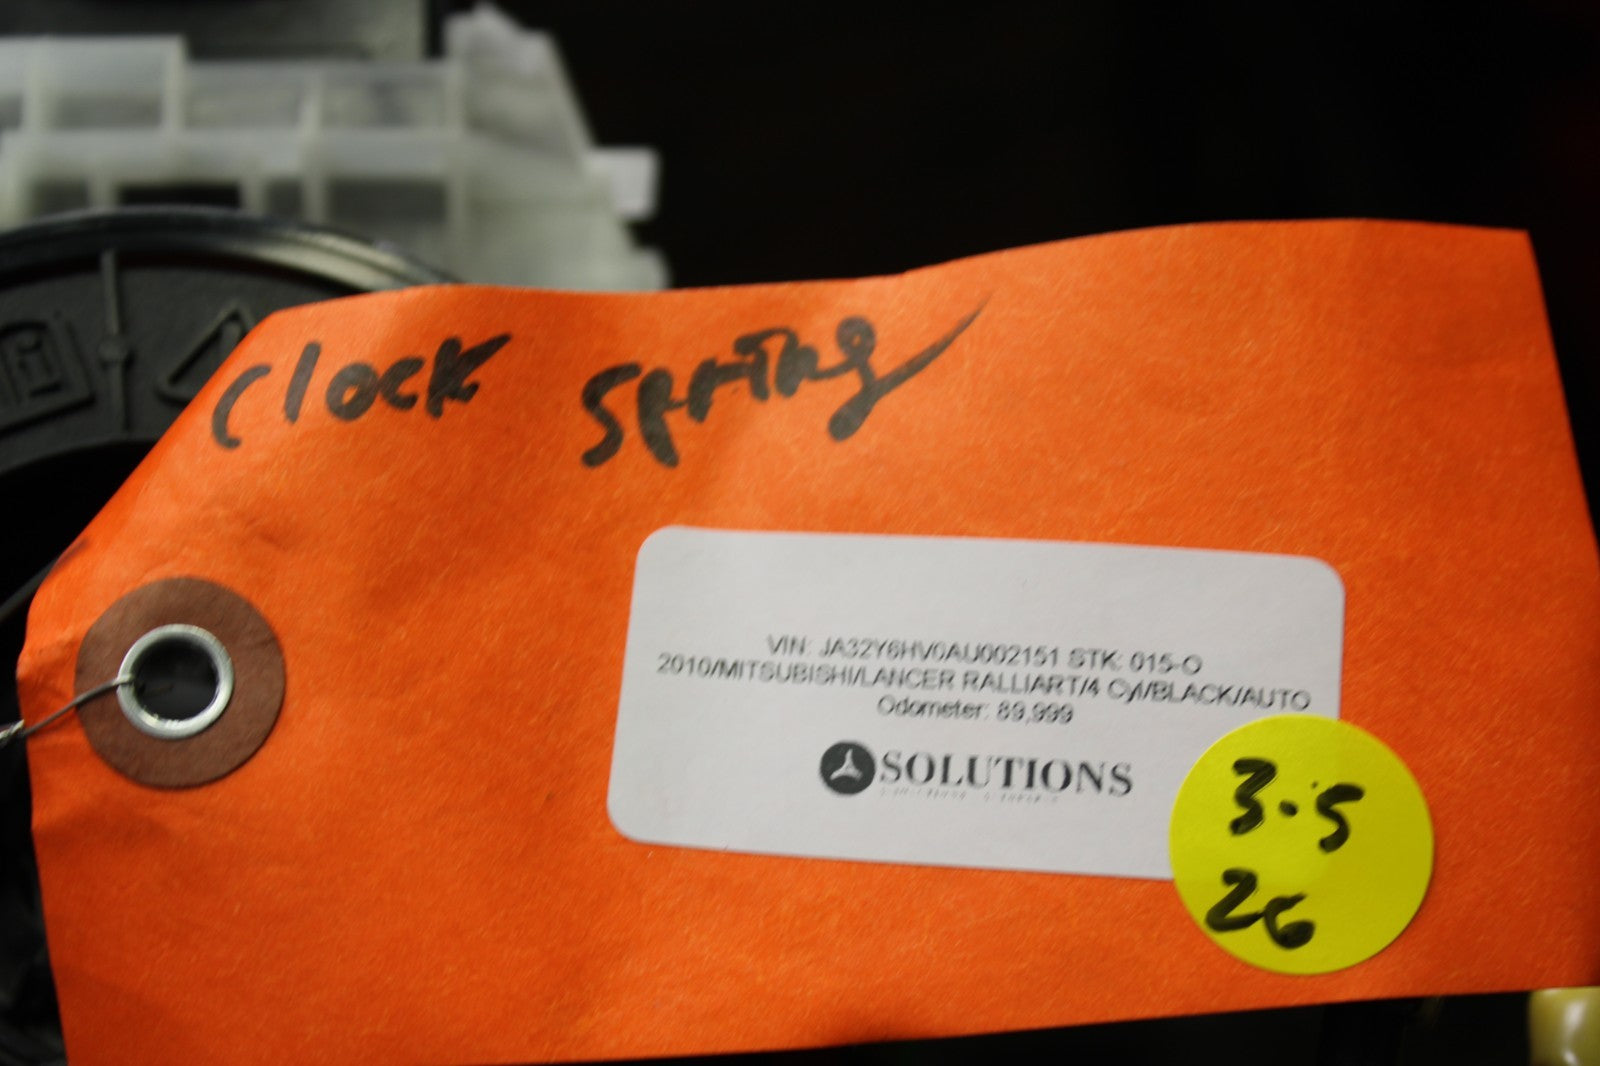 Clock Spring
VIN: JA32Y6HV0AU002151 STK: 015-O
2010/MITSUBISHI/LANCER RALLIART/4 Cyl/BLACK/AUTO
Odometer: 89,999
SOLUTIONS
3.5
26